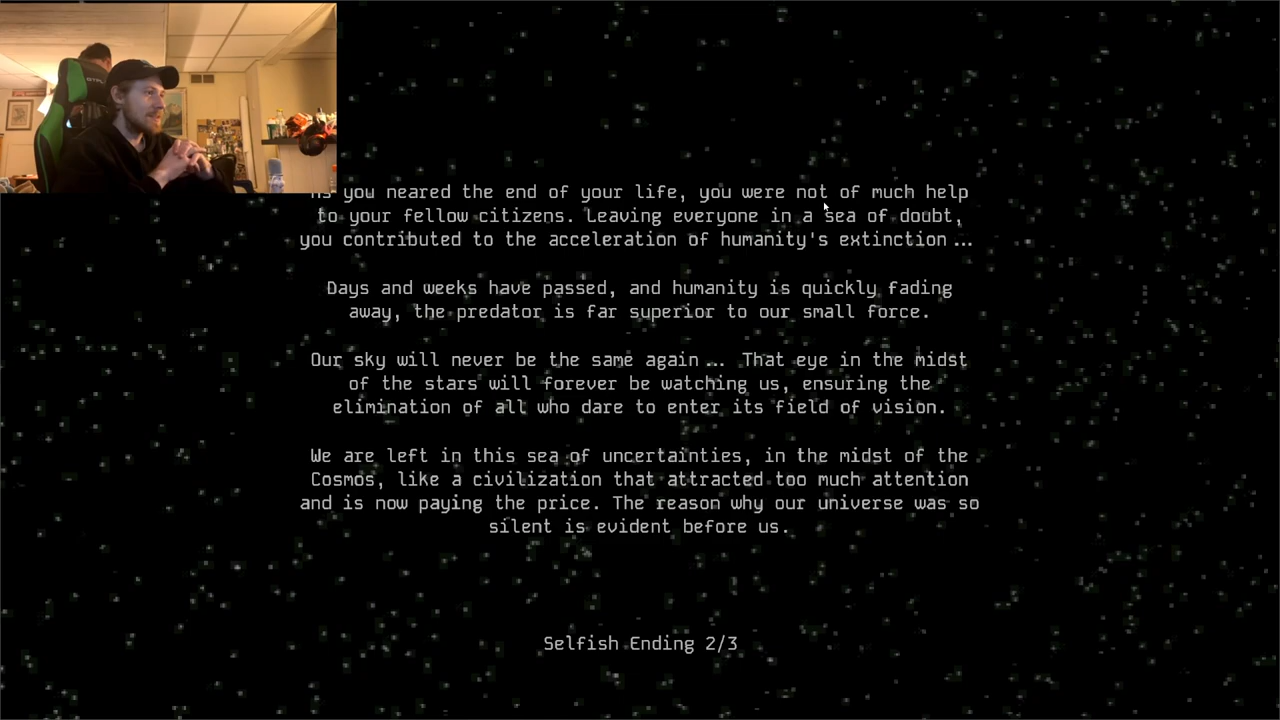 As you neared the end of your life, you were not of much help
to your fellow citizens. Leaving everyone in a sea of doubt,
you contributed to the acceleration of humanity's extinction...
Days and weeks have passed, and humanity is quickly fading
away, the predator is far superior to our small force.
Our sky will never be the same again... That eye in the midst
of the stars will forever be watching us, ensuring the
elimination of all who dare to enter its field of vision.
We are left in this sea of uncertainties, in the midst of the
Cosmos, like a civilization that attracted too much attention
and is now paying the price. The reason why our universe was so
silent is evident before us.
Selfish Ending 2/3